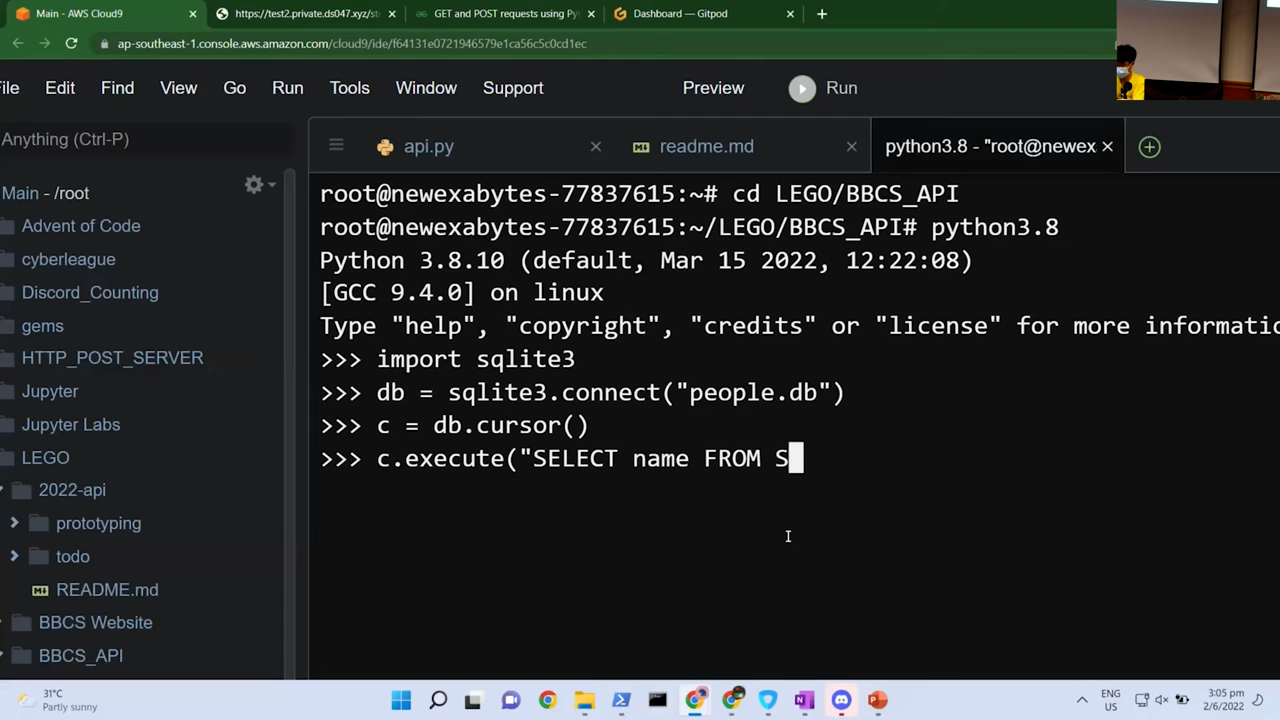 Main - AWS Cloud9
https://test2.private.ds047.xyz/st
GET and POST requests using Py
Dashboard — Gitpod
ap-southeast-1.console.aws.amazon.com/cloud9/ide/f64131e0721946579e1ca56c5c0cd1ec
File Edit Find View Go Run Tools Window Support Preview Run
Anything (Ctrl-P)
api.py
readme.md
python3.8 - "root@newex
Main - /root
Advent of Code
cyberleague
Discord_Counting
gems
HTTP_POST_SERVER
Jupyter
Jupyter Labs
LEGO
2022-api
prototyping
todo
README.md
BBCS Website
BBCS_API
root@newexabytes-77837615:~# cd LEGO/BBCS_API
root@newexabytes-77837615:~/LEGO/BBCS_API# python3.8
Python 3.8.10 (default, Mar 15 2022, 12:22:08)
[GCC 9.4.0] on linux
Type "help", "copyright", "credits" or "license" for more informatic
>>> import sqlite3
>>> db = sqlite3.connect("people.db")
>>> c = db.cursor()
>>> c.execute("SELECT name FROM S
31°C
Partly sunny
ENG
US
3:05 pm
2/6/2022